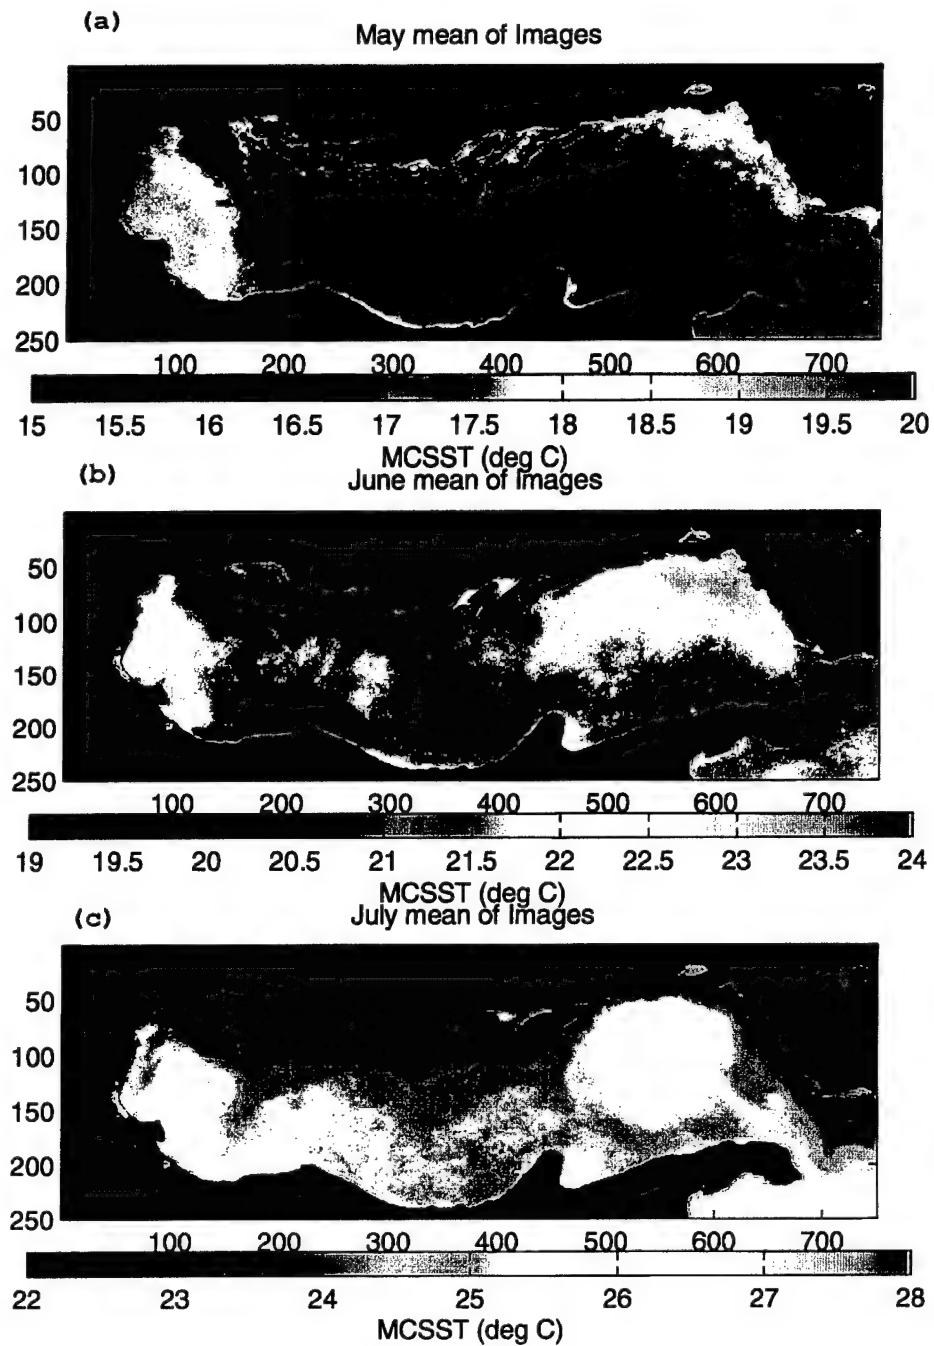 (a)
May mean of Images
50
100
150
200
250
100 200 300 400 500 600 700
15 15.5 16 16.5 17 17.5 18 18.5 19 19.5 20
MCSST (deg C)
(b)
June mean of Images
50
100
150
200
250
100 200 300 400 500 600 700
19 19.5 20 20.5 21 21.5 22 22.5 23 23.5 24
MCSST (deg C)
(c)
July mean of Images
50
100
150
200
250
100 200 300 400 500 600 700
22 23 24 25 26 27 28
MCSST (deg C)